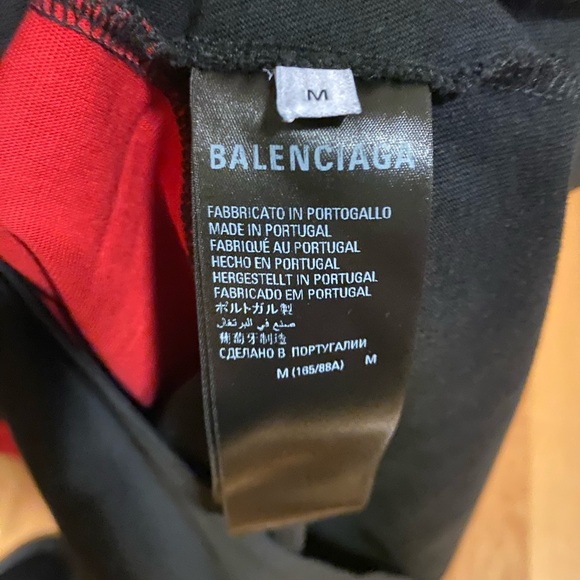 M
BALENCIAGA
FABBRICATO IN PORTOGALLO
MADE IN PORTUGAL
FABRIQUÉ AU PORTUGAL
HECHO EN PORTUGAL
HERGESTELLT IN PORTUGAL
FABRICADO EM PORTUGAL
ポルトガル製
صنع في البرتغال
葡萄牙制造
СДЕЛАНО В ПОРТУГАЛИИ
M (165/88A) M